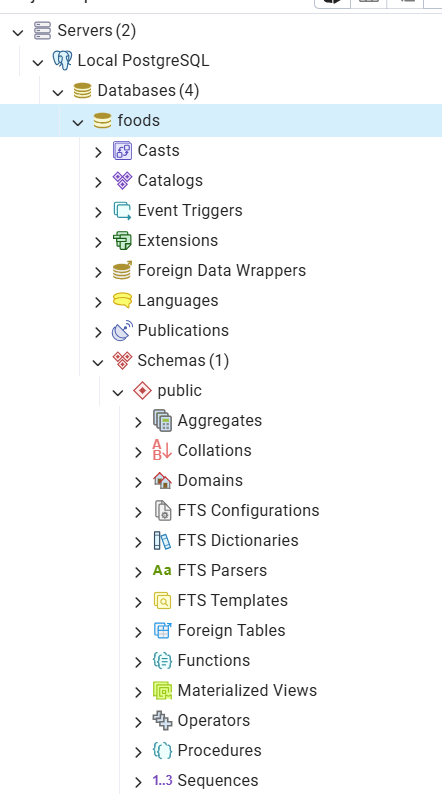 Servers (2)
Local PostgreSQL
Databases (4)
foods
Casts
Catalogs
Event Triggers
Extensions
Foreign Data Wrappers
Languages
Publications
Schemas (1)
public
Aggregates
Collations
Domains
FTS Configurations
FTS Dictionaries
Aa FTS Parsers
FTS Templates
Foreign Tables
Functions
Materialized Views
Operators
Procedures
1..3 Sequences